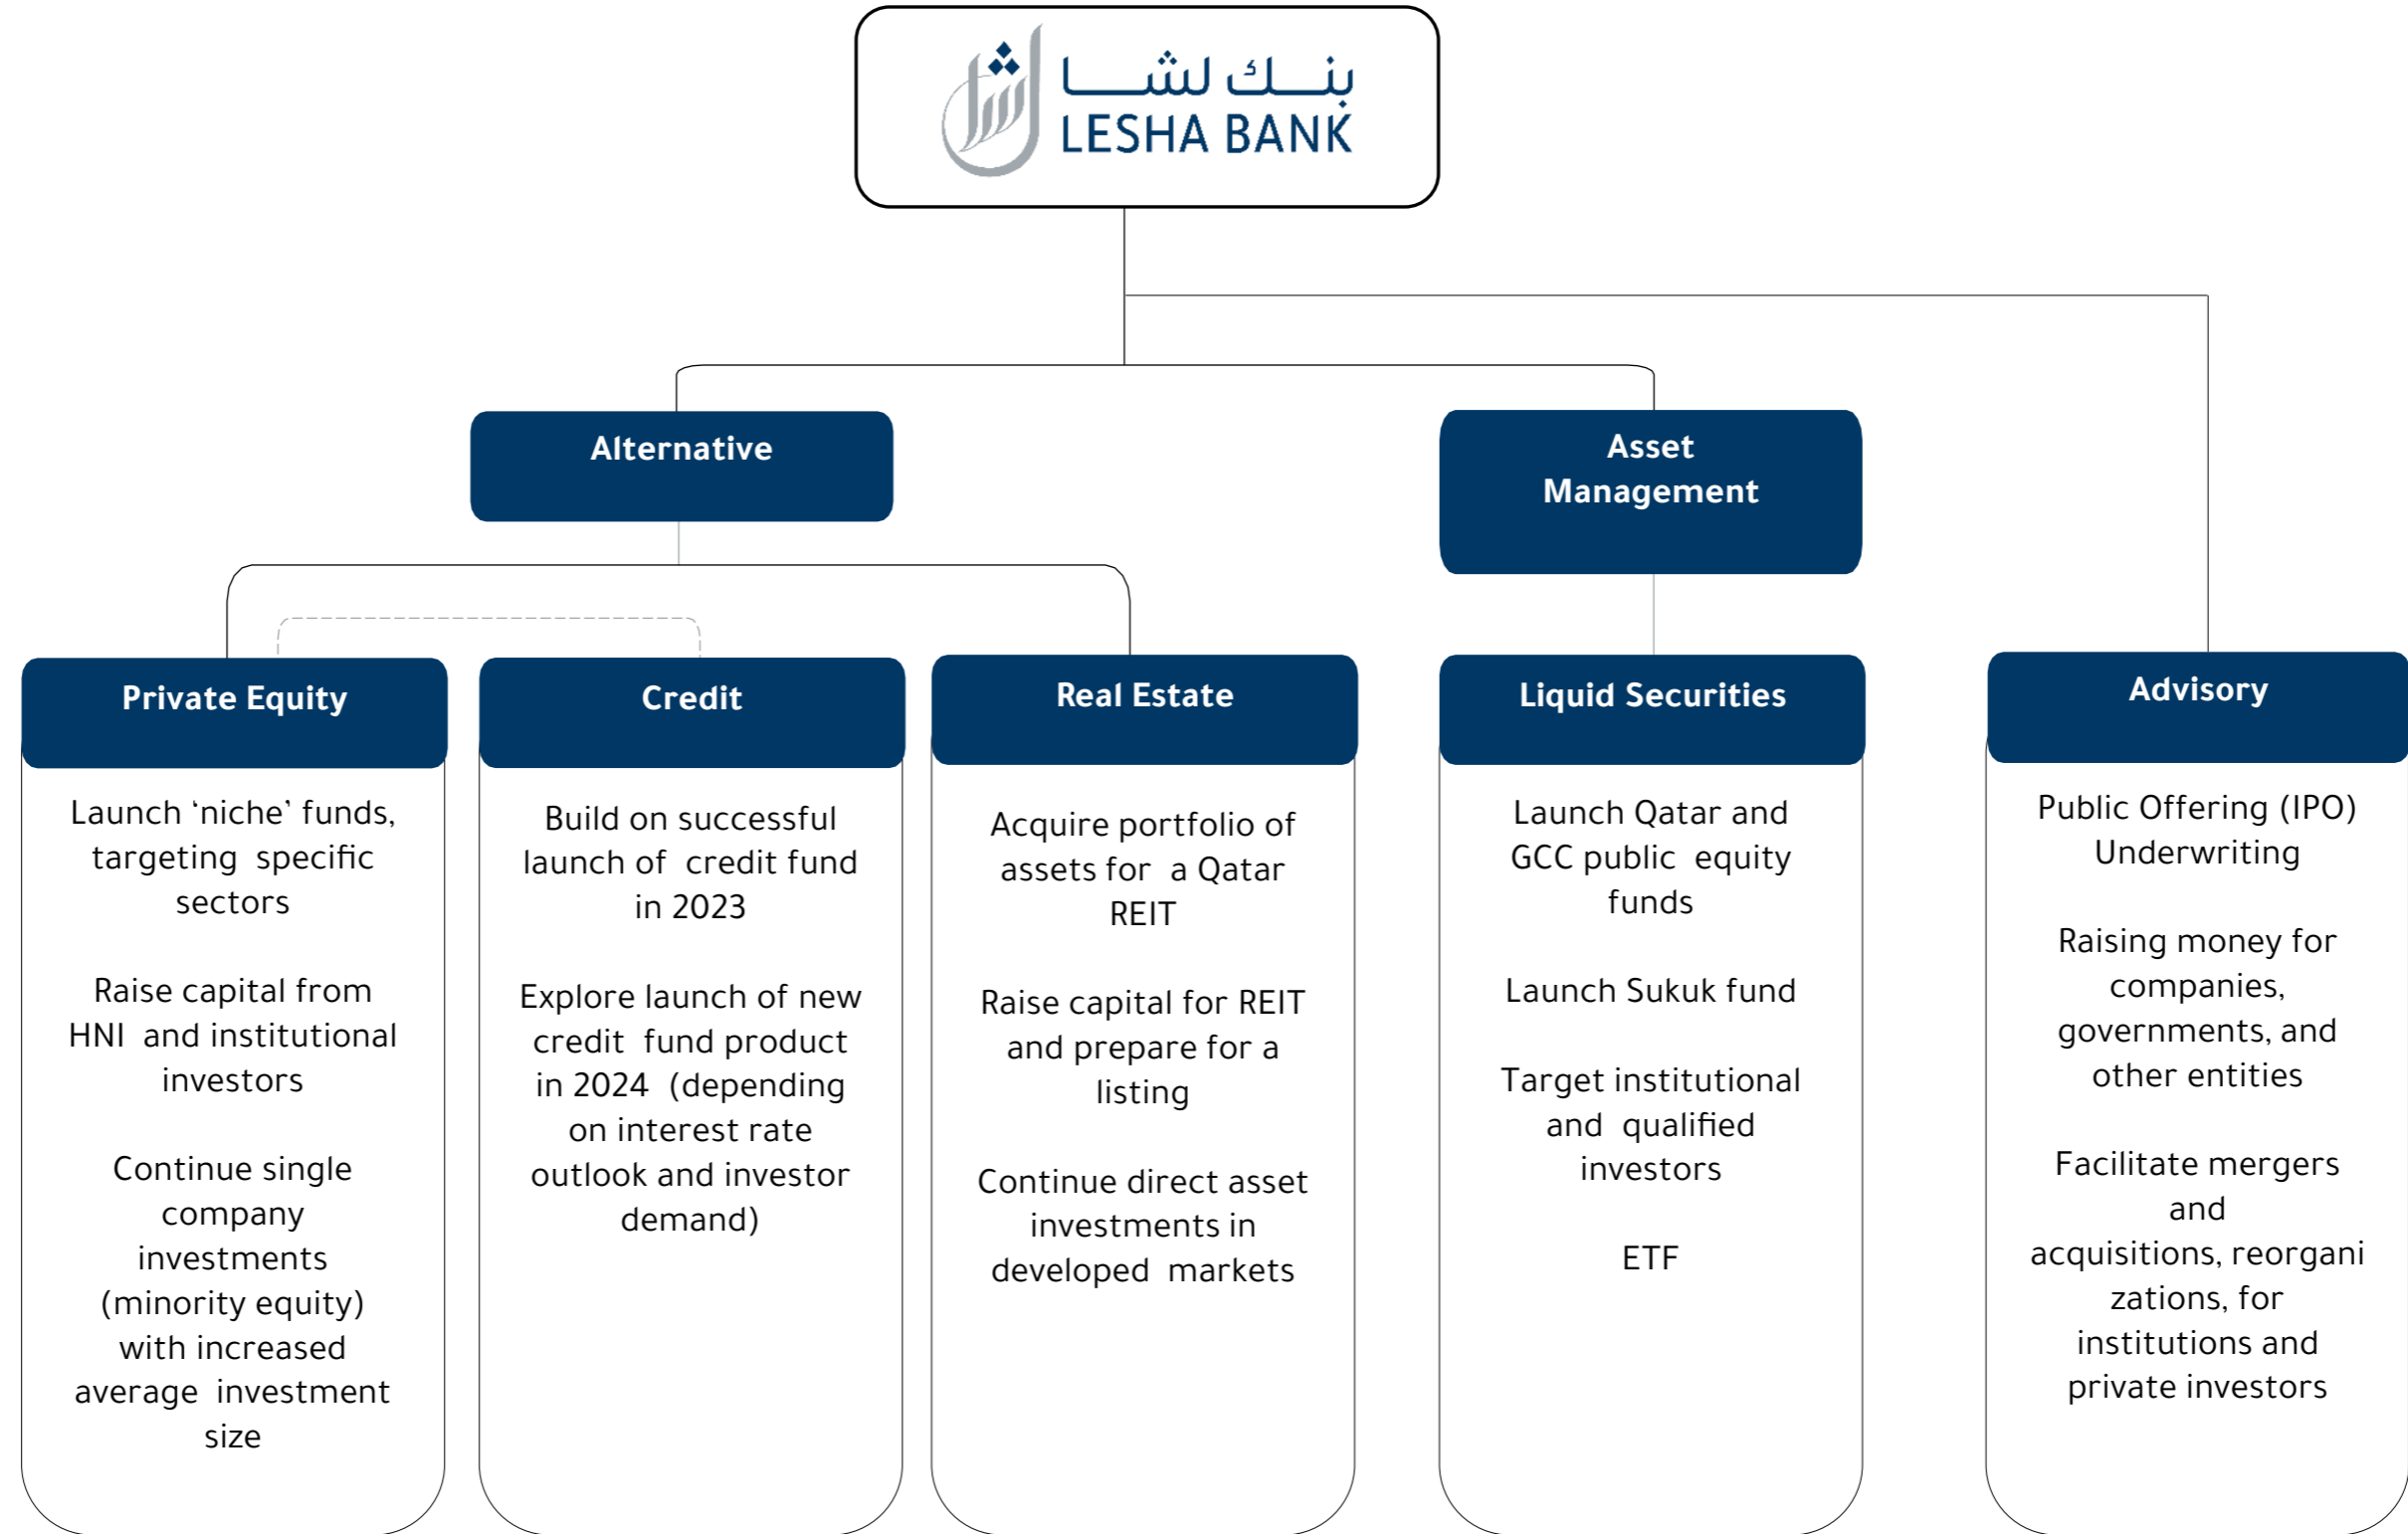 بنك لشا
LESHA BANK
Alternative
Asset
Management
Private Equity
Launch ‘niche’ funds,
targeting specific
sectors
Raise capital from
HNI and institutional
investors
Continue single
company
investments
(minority equity)
with increased
average investment
size
Credit
Build on successful
launch of credit fund
in 2023
Explore launch of new
credit fund product
in 2024 (depending
on interest rate
outlook and investor
demand)
Real Estate
Acquire portfolio of
assets for a Qatar
REIT
Raise capital for REIT
and prepare for a
listing
Continue direct asset
investments in
developed markets
Liquid Securities
Launch Qatar and
GCC public equity
funds
Launch Sukuk fund
Target institutional
and qualified
investors
ETF
Advisory
Public Offering (IPO)
Underwriting
Raising money for
companies,
governments, and
other entities
Facilitate mergers
and
acquisitions, reorgani
zations, for
institutions and
private investors